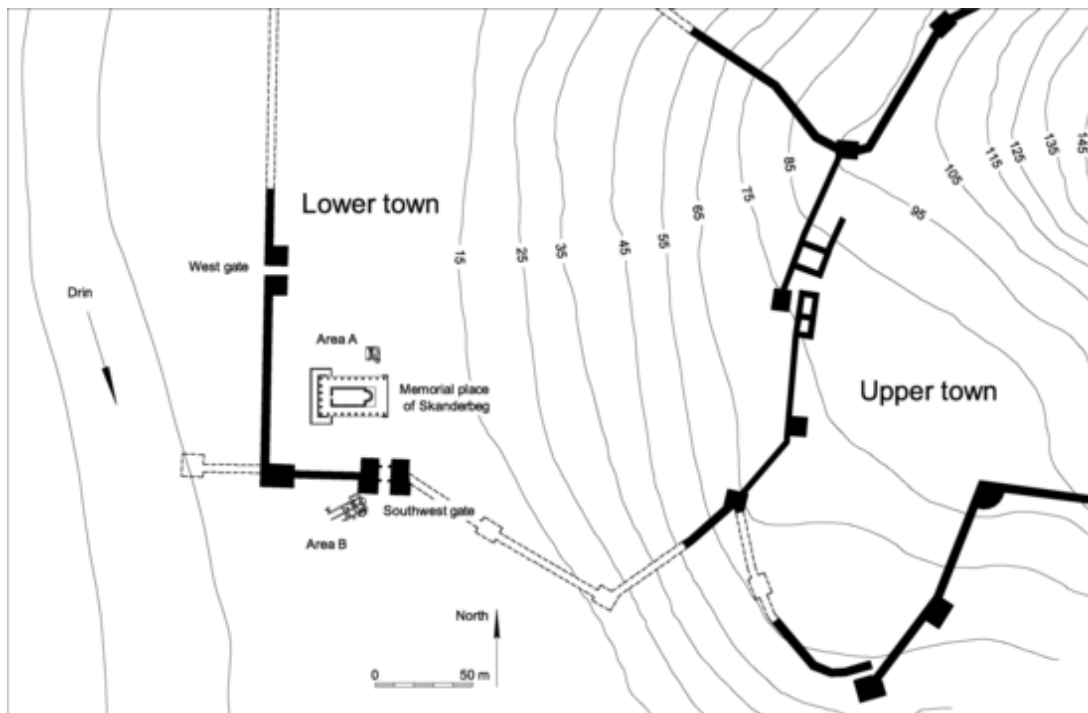 Lower town
West gate
Drin
Area A
Memorial place
of Skanderbeg
Southwest gate
Area B
Upper town
North
0 50 m
15
25
35
45
55
65
75
85
95
105
115
125
135
145